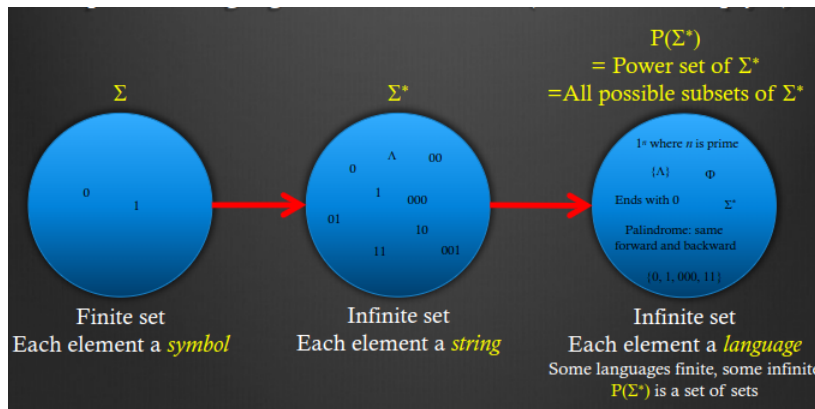 P(Σ*)
= Power set of Σ*
=All possible subsets of Σ*
Σ
Σ*
0
1
Λ
00
0
1
000
01
10
11
001
1ⁿ where n is prime
{Λ}
Φ
Ends with 0
Σ*
Palindrome: same
forward and backward
{0, 1, 000, 11}
Finite set
Each element a symbol
Infinite set
Each element a string
Infinite set
Each element a language
Some languages finite, some infinite
P(Σ*) is a set of sets